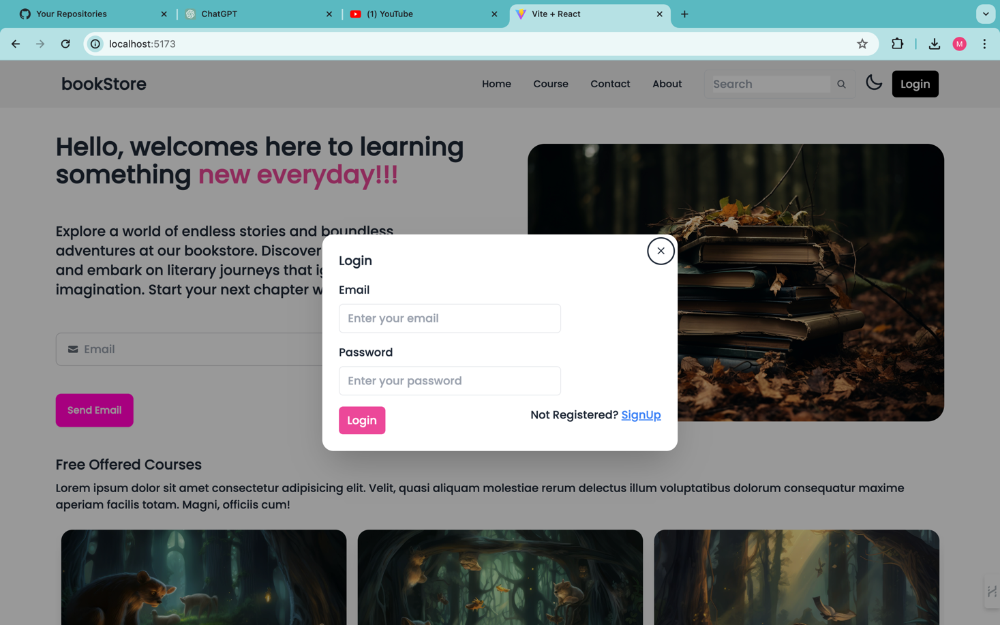 Your Repositories
ChatGPT
(1) YouTube
Vite + React
localhost:5173
M
bookStore
Home
Course
Contact
About
Search
Login
Hello, welcomes here to learning
something new everyday!!!
Explore a world of endless stories and boundless
adventures at our bookstore. Discover
and embark on literary journeys that
imagination. Start your next chapter
Email
Send Email
Login
Email
Enter your email
Password
Enter your password
Login
Not Registered? SignUp
Free Offered Courses
Lorem ipsum dolor sit amet consectetur adipisicing elit. Velit, quasi aliquam molestiae rerum delectus illum voluptatibus dolorum consequatur maxime
aperiam facilis totam. Magni, officiis cum!